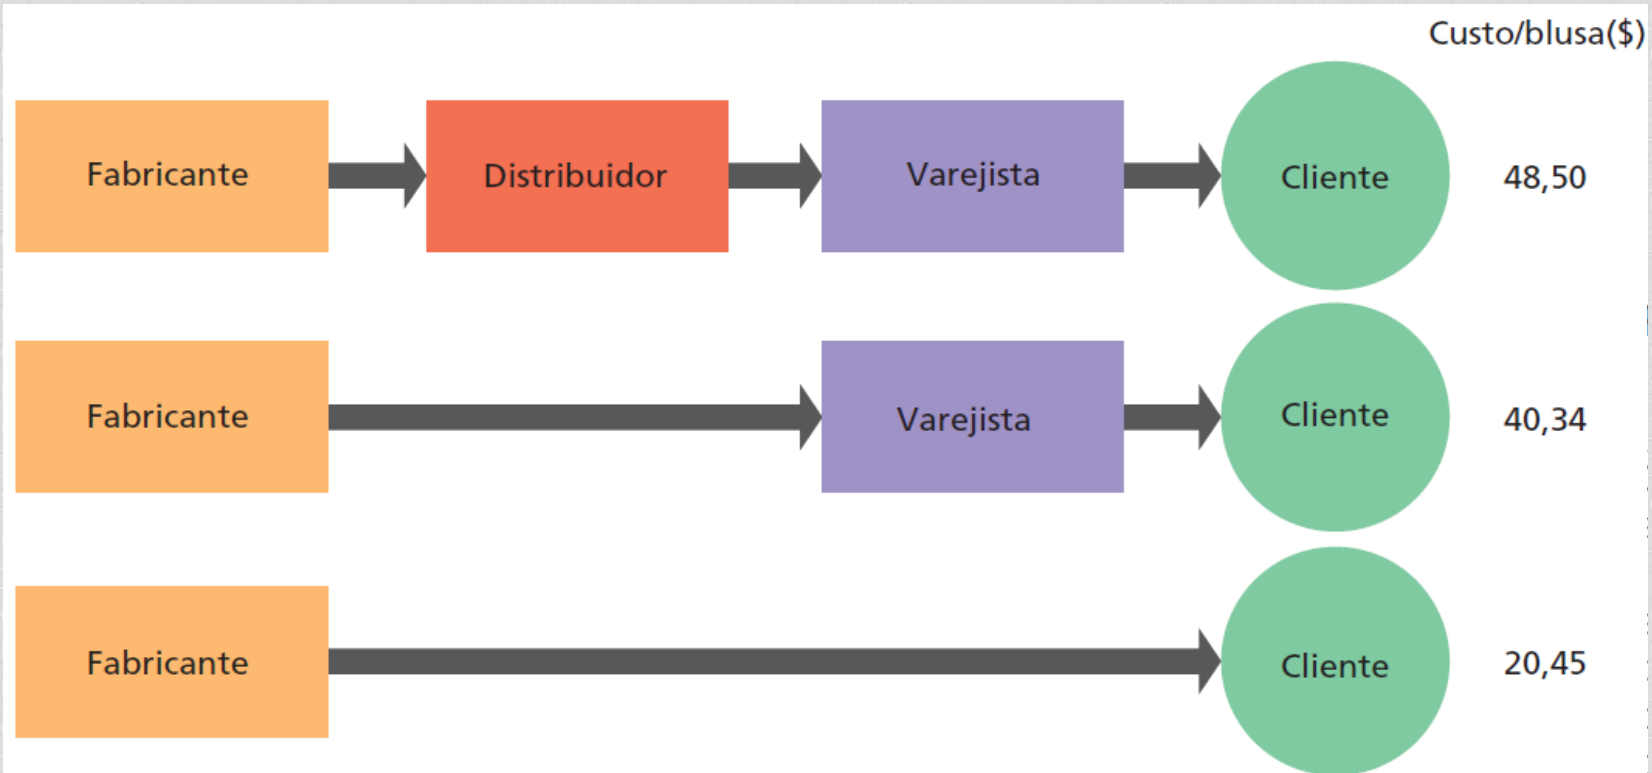 Custo/blusa($)
Fabricante
Distribuidor
Varejista
Cliente
48,50
Fabricante
Varejista
Cliente
40,34
Fabricante
Cliente
20,45